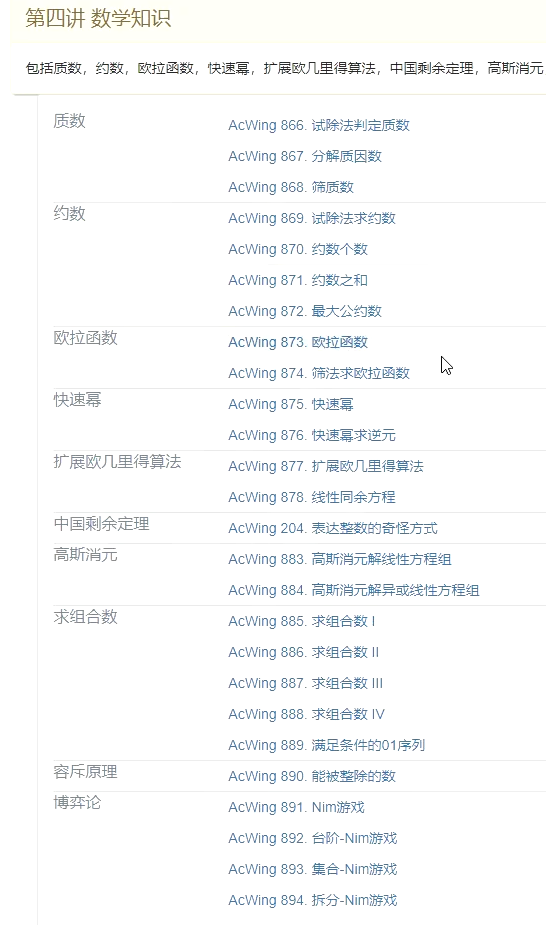 第四讲 数学知识
包括质数，约数，欧拉函数，快速幂，扩展欧几里得算法，中国剩余定理，高斯消元
质数 AcWing 866. 试除法判定质数
AcWing 867. 分解质因数
AcWing 868. 筛质数
约数 AcWing 869. 试除法求约数
AcWing 870. 约数个数
AcWing 871. 约数之和
AcWing 872. 最大公约数
欧拉函数 AcWing 873. 欧拉函数
AcWing 874. 筛法求欧拉函数
快速幂 AcWing 875. 快速幂
AcWing 876. 快速幂求逆元
扩展欧几里得算法 AcWing 877. 扩展欧几里得算法
AcWing 878. 线性同余方程
中国剩余定理 AcWing 204. 表达整数的奇怪方式
高斯消元 AcWing 883. 高斯消元解线性方程组
AcWing 884. 高斯消元解异或线性方程组
求组合数 AcWing 885. 求组合数 I
AcWing 886. 求组合数 II
AcWing 887. 求组合数 III
AcWing 888. 求组合数 IV
AcWing 889. 满足条件的01序列
容斥原理 AcWing 890. 能被整除的数
博弈论 AcWing 891. Nim游戏
AcWing 892. 台阶-Nim游戏
AcWing 893. 集合-Nim游戏
AcWing 894. 拆分-Nim游戏